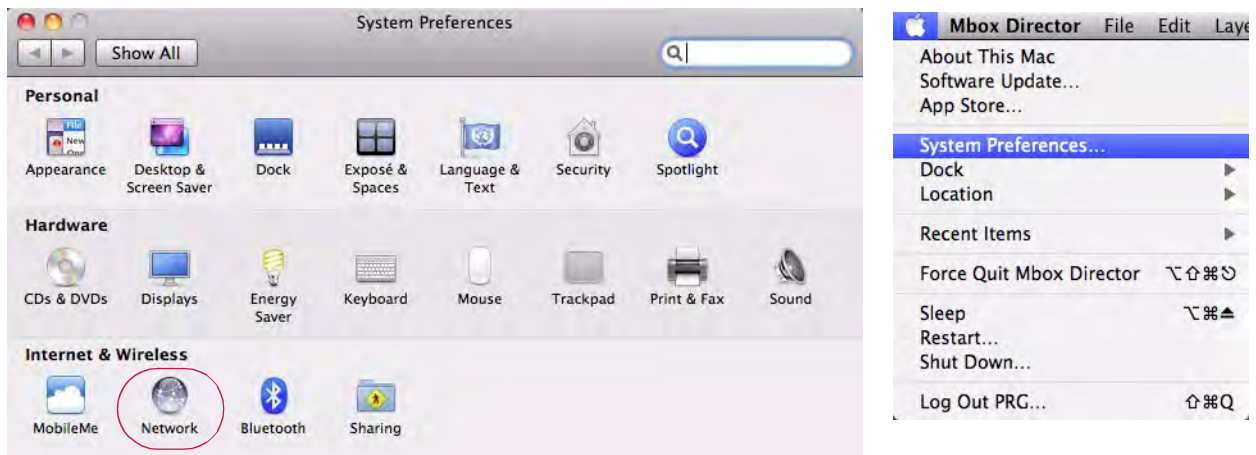 System Preferences
Show All
Personal
File
New
Appearance
Desktop &
Screen Saver
Dock
Exposé &
Spaces
Language &
Text
Security
Spotlight
Hardware
CDs & DVDs
Displays
Energy
Saver
Keyboard
Mouse
Trackpad
Print & Fax
Sound
Internet & Wireless
MobileMe
Network
Bluetooth
Sharing
Mbox Director File Edit Laye
About This Mac
Software Update...
App Store...
System Preferences...
Dock
Location
Recent Items
Force Quit Mbox Director ⌥⇧⌘⎋
Sleep ⌥⌘⏏
Restart...
Shut Down...
Log Out PRG... ⇧⌘Q